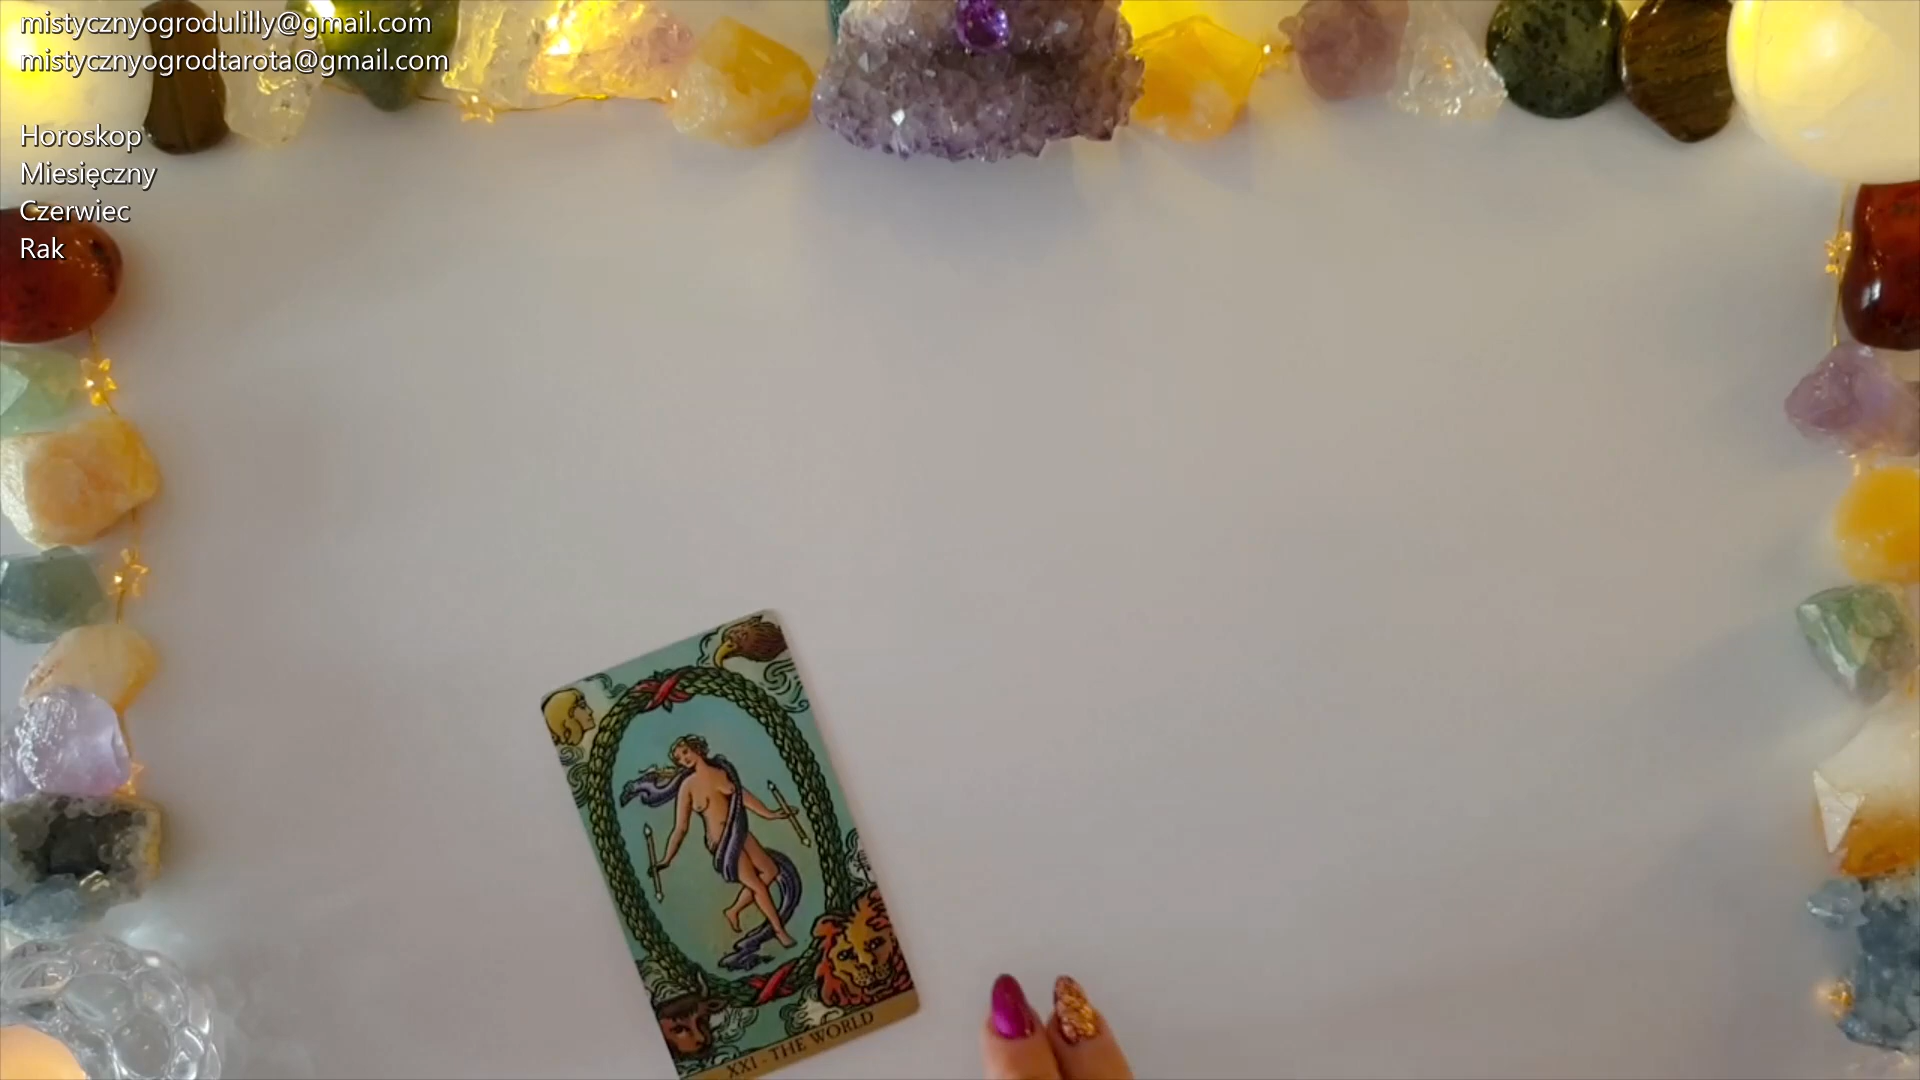 mistycznyogrodulilly@gmail.com
mistycznyogrodtarota@gmail.com
Horoskop
Miesięczny
Czerwiec
Rak
XXI - THE WORLD